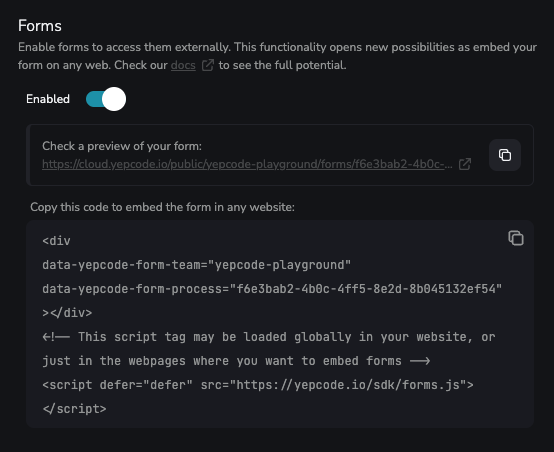 Forms
Enable forms to access them externally. This functionality opens new possibilities as embed your
form on any web. Check our docs to see the full potential.
Enabled
Check a preview of your form:
https://cloud.yepcode.io/public/yepcode-playground/forms/f6e3bab2-4b0c-...
Copy this code to embed the form in any website:
<div
data-yepcode-form-team="yepcode-playground"
data-yepcode-form-process="f6e3bab2-4b0c-4ff5-8e2d-8b045132ef54"
></div>
<!-- This script tag may be loaded globally in your website, or
just in the webpages where you want to embed forms -->
<script defer="defer" src="https://yepcode.io/sdk/forms.js">
</script>